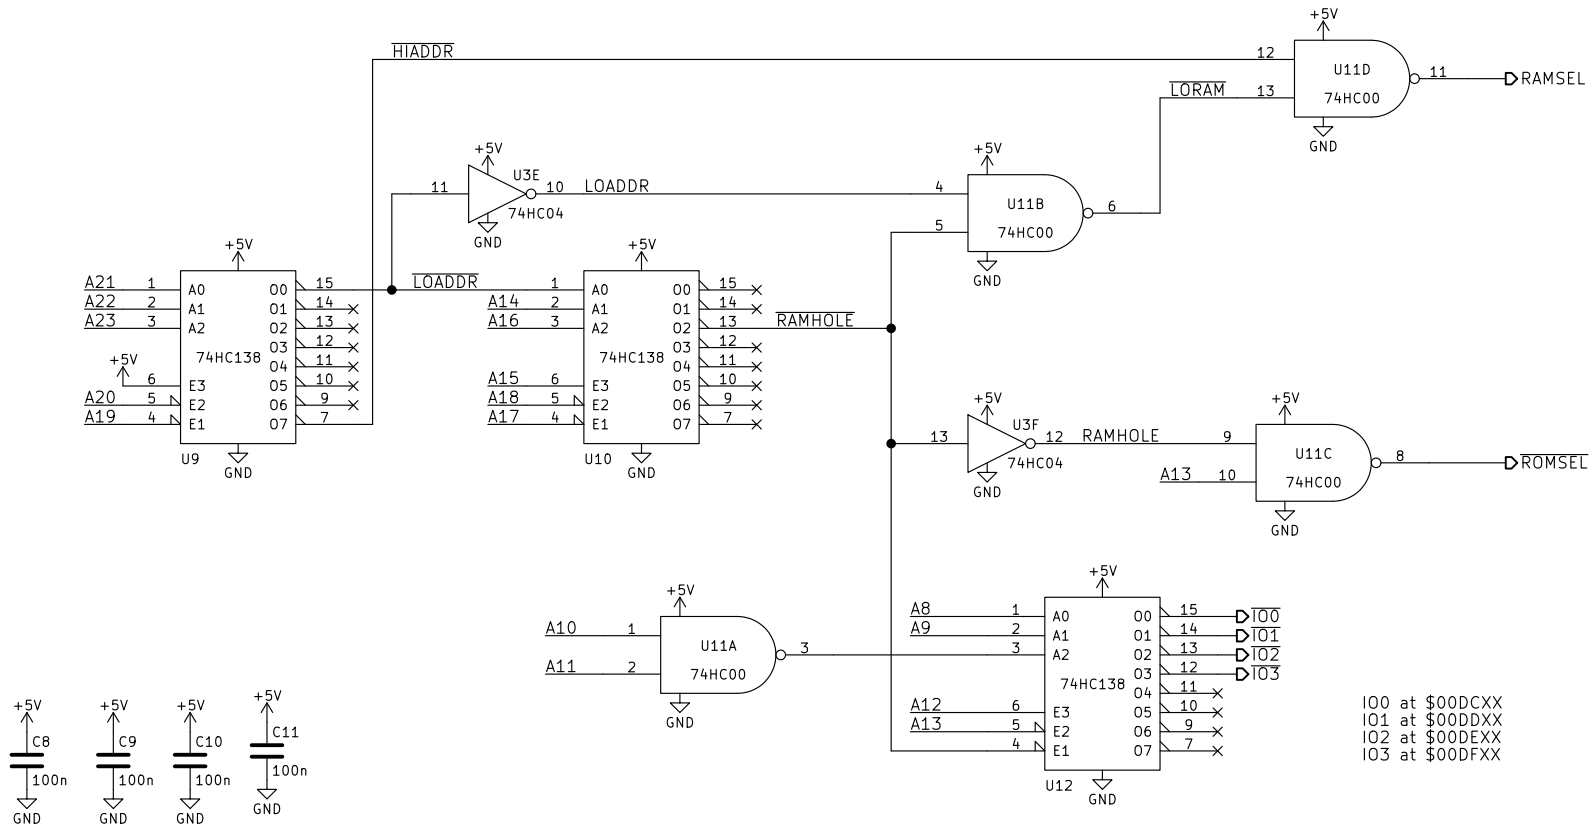 +5V
HIADDR
12
U11D
11
RAMSEL
LORAM
13
74HC00
GND
+5V
U3E
11
10
LOADDR
74HC04
GND
+5V
4
U11B
6
5
74HC00
GND
+5V
A21 1 A0 O0 15
A22 2 A1 O1 14
A23 3 A2 O2 13
O3 12
74HC138
O4 11
+5V
6 E3 O5 10
A20 5 E2 O6 9
A19 4 E1 O7 7
U9
GND
+5V
LOADDR 1 A0 O0 15
A14 2 A1 O1 14
A16 3 A2 O2 13 RAMHOLE
O3 12
74HC138
O4 11
A15 6 E3 O5 10
A18 5 E2 O6 9
A17 4 E1 O7 7
U10
GND
+5V
U3F
13
12
RAMHOLE
74HC04
GND
+5V
9
U11C
8
ROMSEL
A13 10
74HC00
GND
+5V
A10 1
U11A
3
A11 2
74HC00
GND
+5V
A8 1 A0 O0 15 IO0
A9 2 A1 O1 14 IO1
3 A2 O2 13 IO2
O3 12 IO3
74HC138
O4 11
A12 6 E3 O5 10
A13 5 E2 O6 9
4 E1 O7 7
U12
GND
+5V
C8
100n
GND
+5V
C9
100n
GND
+5V
C10
100n
GND
+5V
C11
100n
GND
IO0 at $00DCXX
IO1 at $00DDXX
IO2 at $00DEXX
IO3 at $00DFXX